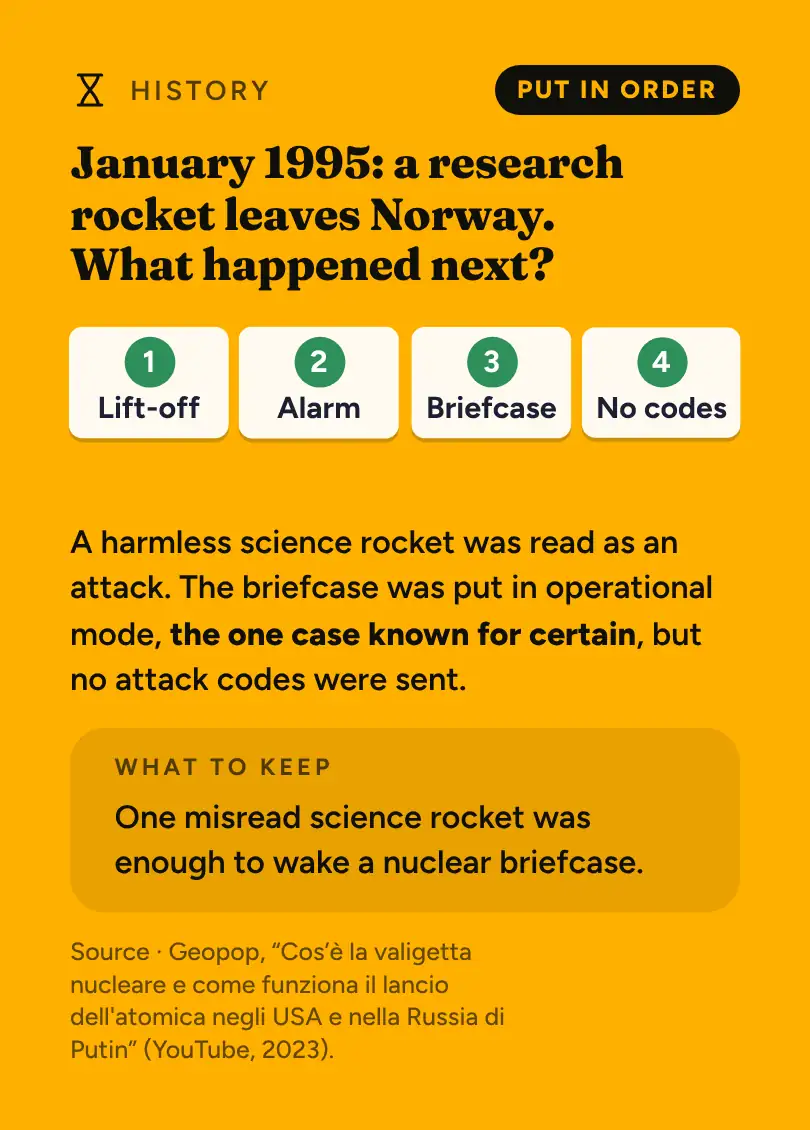 HISTORY
PUT IN ORDER
January 1995: a research
rocket leaves Norway.
What happened next?
1
Lift-off
2
Alarm
3
Briefcase
4
No codes
A harmless science rocket was read as an
attack. The briefcase was put in operational
mode, the one case known for certain, but
no attack codes were sent.
WHAT TO KEEP
One misread science rocket was
enough to wake a nuclear briefcase.
Source · Geopop, “Cos’è la valigetta
nucleare e come funziona il lancio
dell'atomica negli USA e nella Russia di
Putin” (YouTube, 2023).